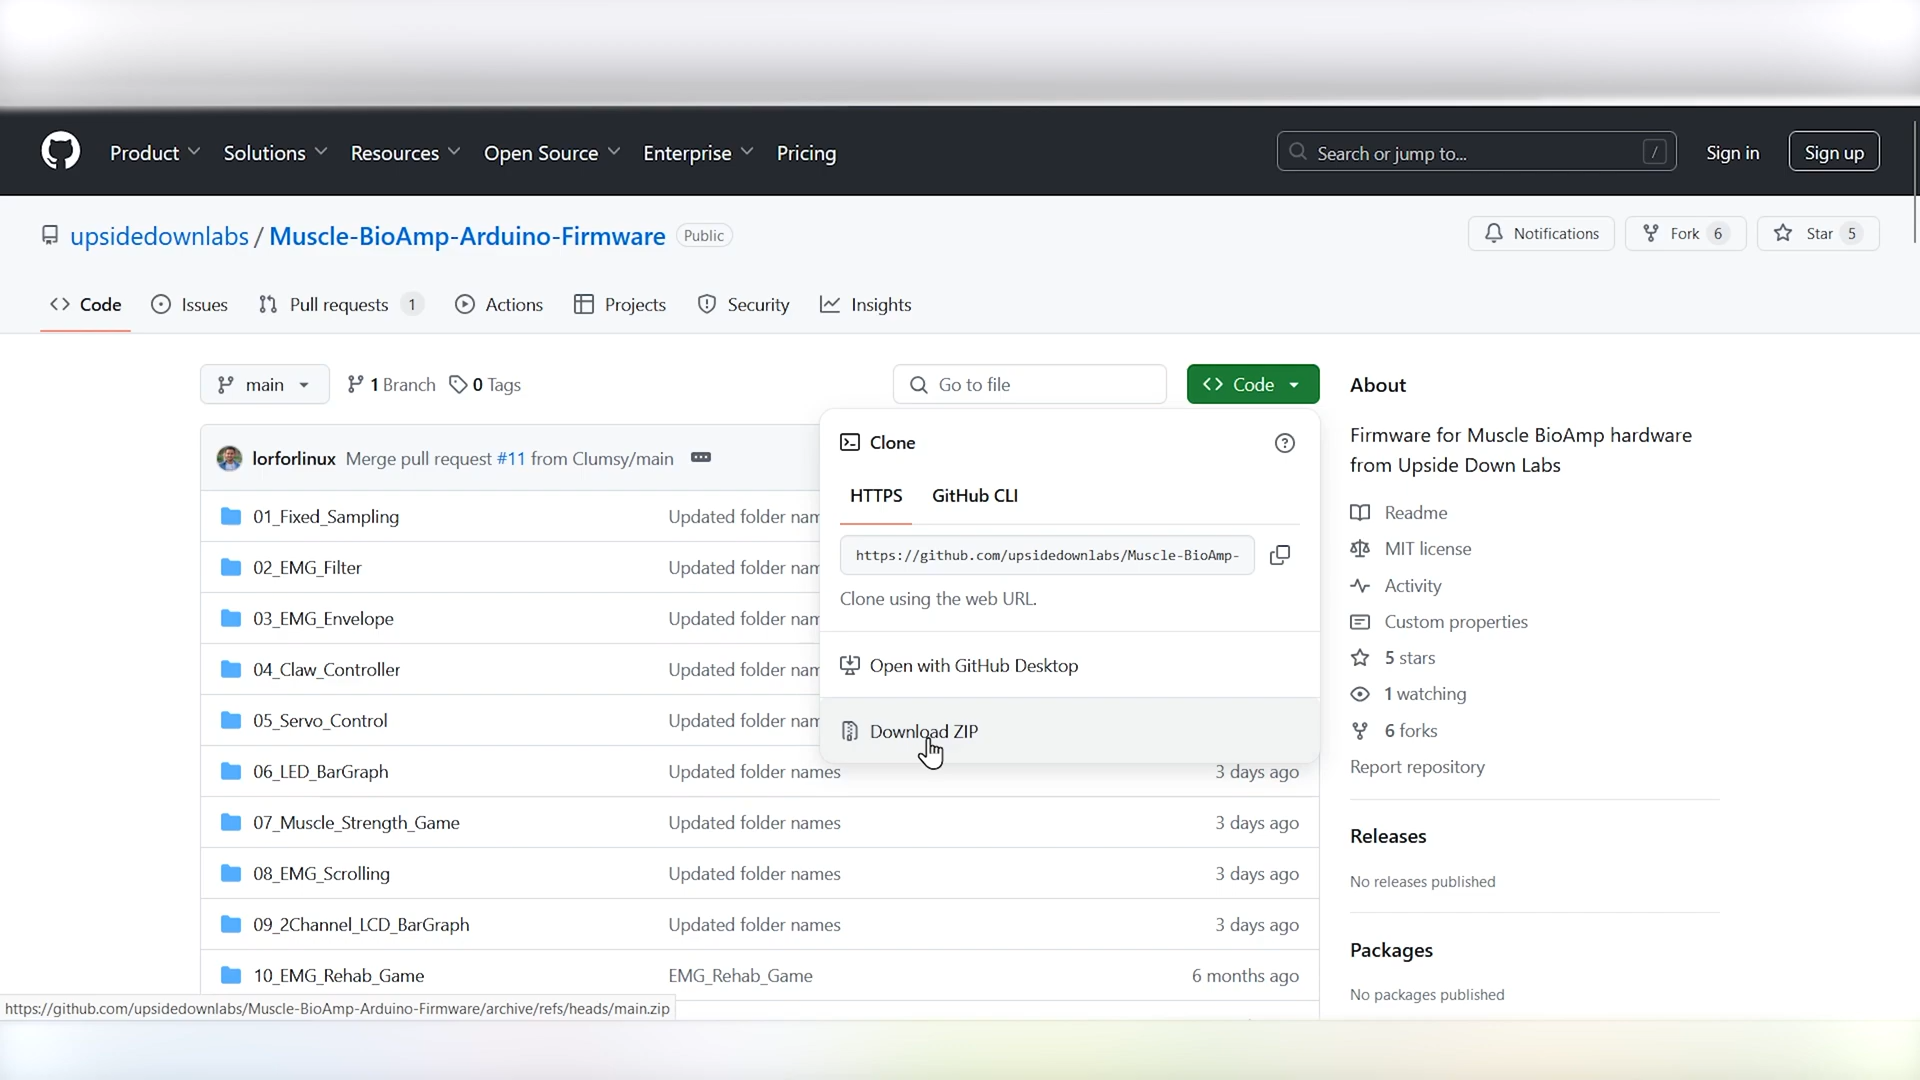 Product Solutions Resources Open Source Enterprise Pricing Search or jump to... / Sign in Sign up
upsidedownlabs / Muscle-BioAmp-Arduino-Firmware Public Notifications Fork 6 Star 5
Code Issues Pull requests 1 Actions Projects Security Insights
main 1 Branch 0 Tags Go to file Code About
Firmware for Muscle BioAmp hardware
from Upside Down Labs
Clone
lorforlinux Merge pull request #11 from Clumsy/main
HTTPS GitHub CLI
Readme
01_Fixed_Sampling Updated folder nam
MIT license
https://github.com/upsidedownlabs/Muscle-BioAmp-
02_EMG_Filter Updated folder nam
Activity
Clone using the web URL.
03_EMG_Envelope Updated folder nam
Custom properties
5 stars
04_Claw_Controller Updated folder nam
Open with GitHub Desktop
1 watching
05_Servo_Control Updated folder nam
Download ZIP
6 forks
06_LED_BarGraph Updated folder names 3 days ago
Report repository
07_Muscle_Strength_Game Updated folder names 3 days ago
Releases
08_EMG_Scrolling Updated folder names 3 days ago
No releases published
09_2Channel_LCD_BarGraph Updated folder names 3 days ago
Packages
10_EMG_Rehab_Game EMG_Rehab_Game 6 months ago
No packages published
https://github.com/upsidedownlabs/Muscle-BioAmp-Arduino-Firmware/archive/refs/heads/main.zip